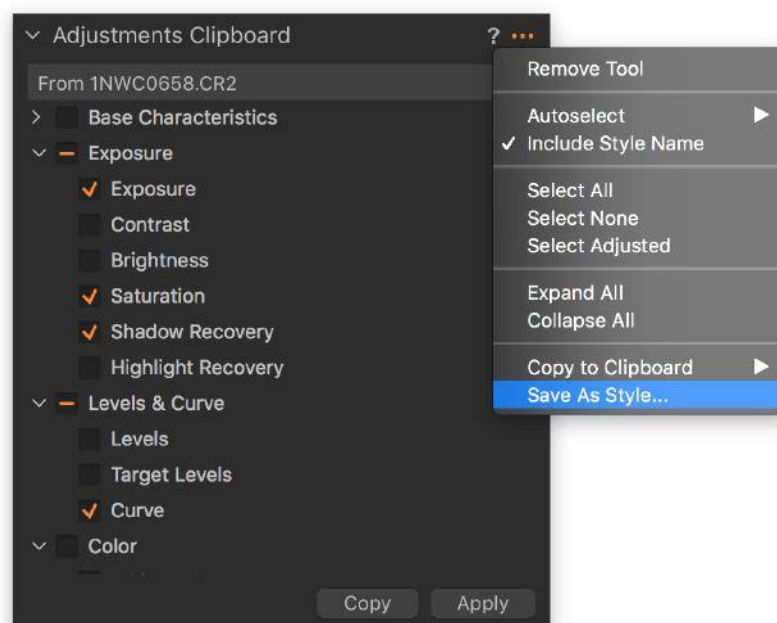 Adjustments Clipboard ? ...
From 1NWC0658.CR2
Base Characteristics
Exposure
Exposure
Contrast
Brightness
Saturation
Shadow Recovery
Highlight Recovery
Levels & Curve
Levels
Target Levels
Curve
Color
Copy Apply
Remove Tool
Autoselect
Include Style Name
Select All
Select None
Select Adjusted
Expand All
Collapse All
Copy to Clipboard
Save As Style...